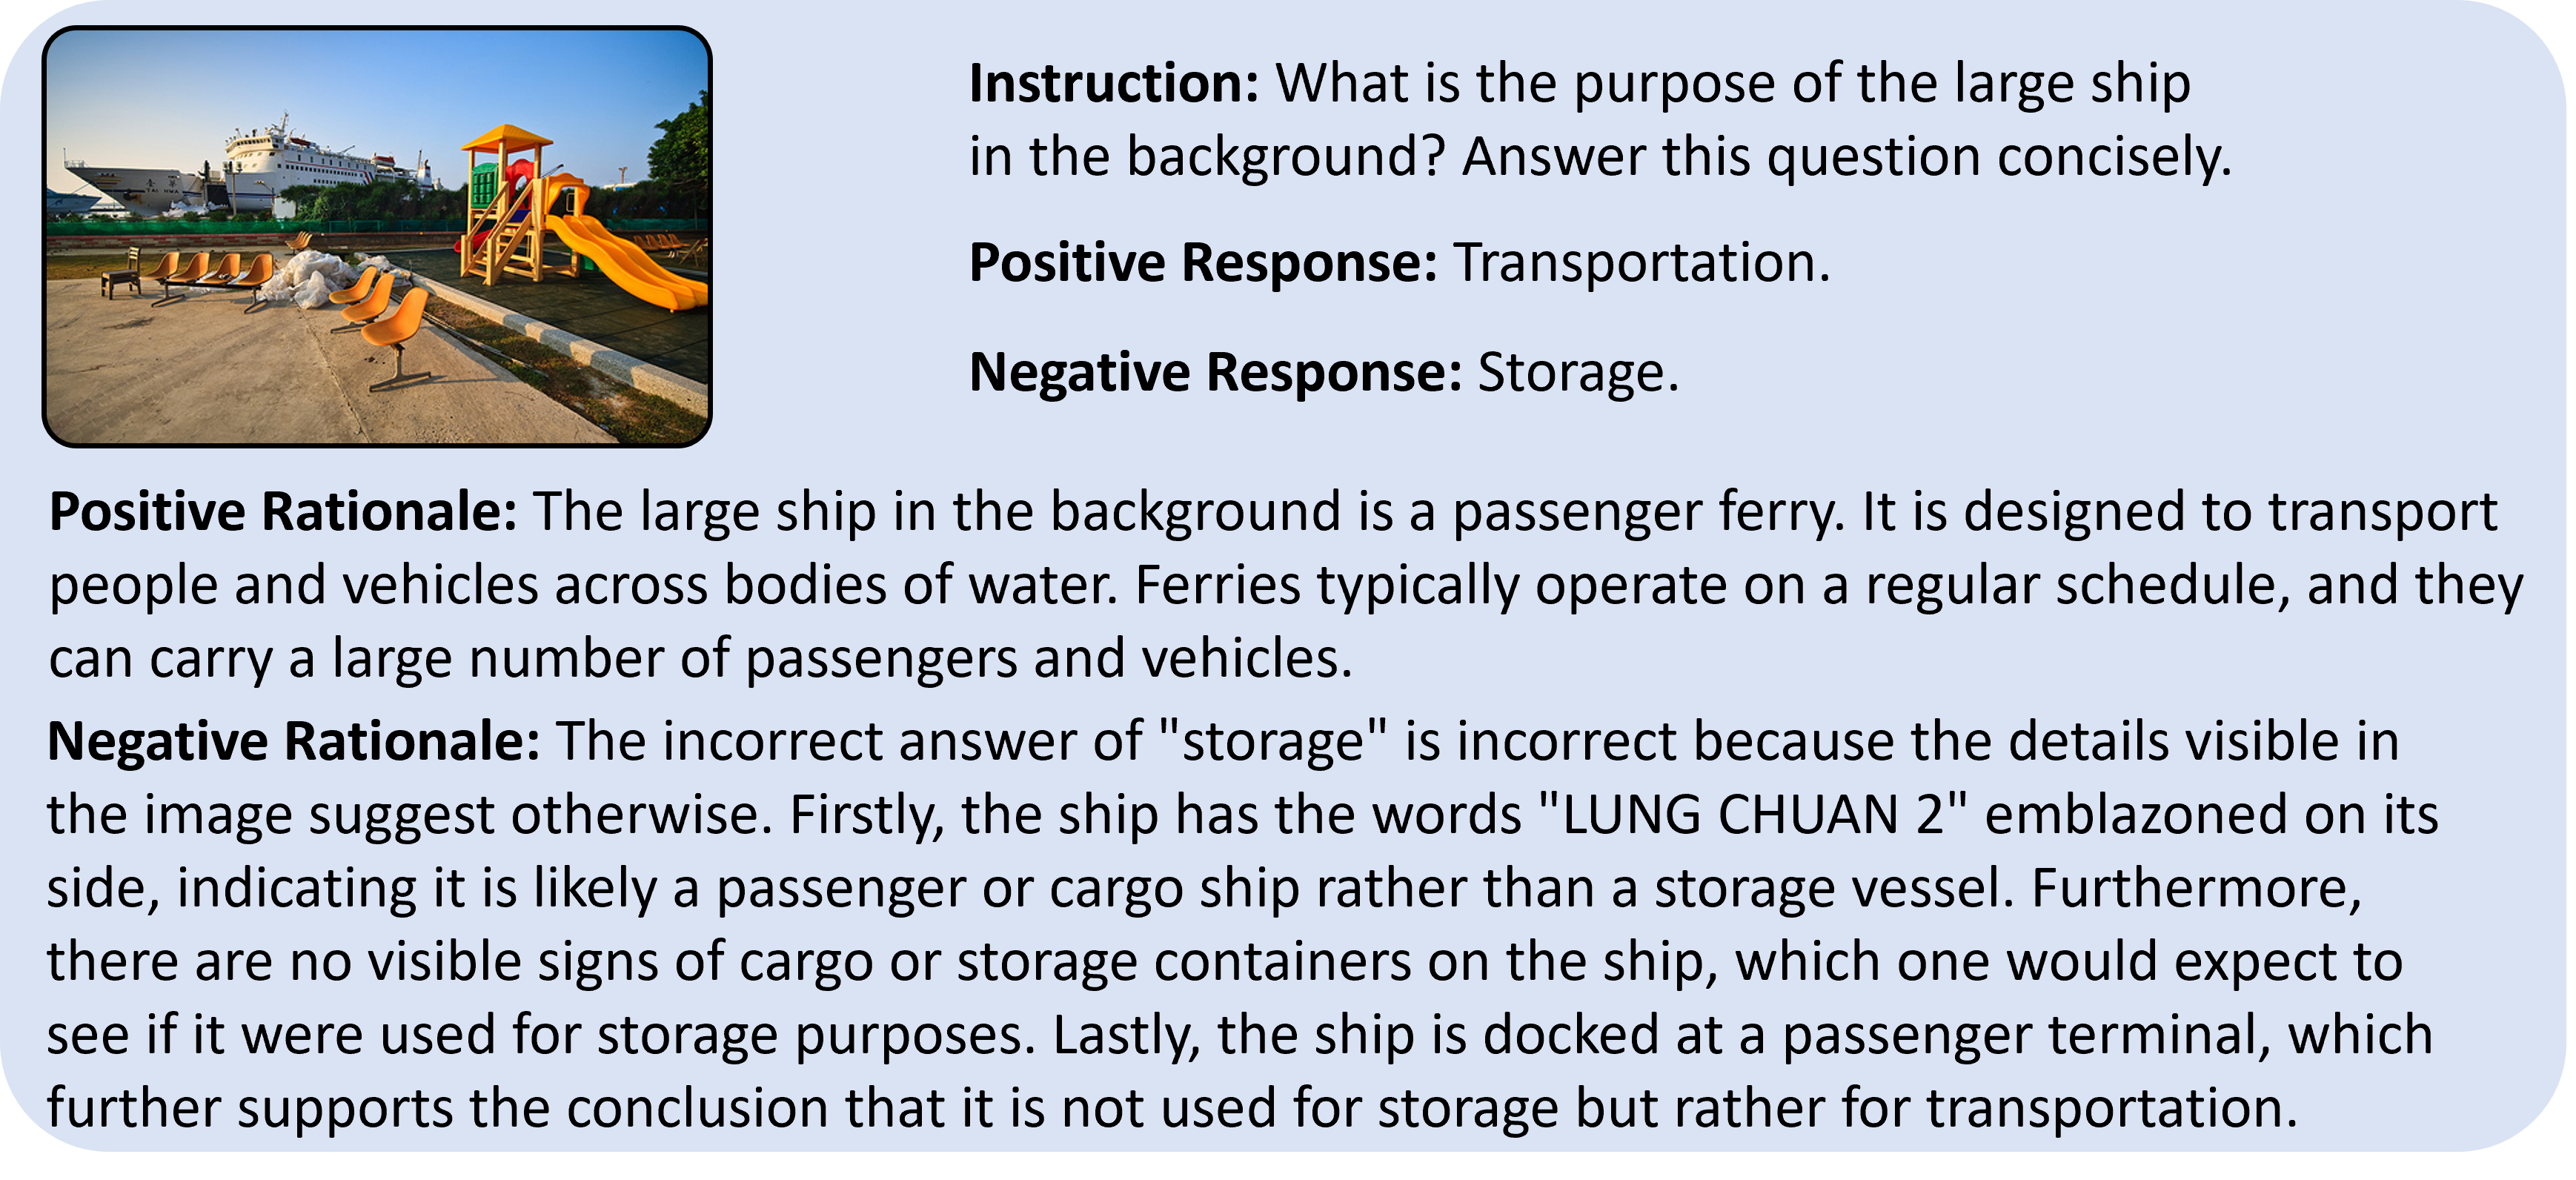 臺華
TAI HWA
Instruction: What is the purpose of the large ship
in the background? Answer this question concisely.
Positive Response: Transportation.
Negative Response: Storage.
Positive Rationale: The large ship in the background is a passenger ferry. It is designed to transport
people and vehicles across bodies of water. Ferries typically operate on a regular schedule, and they
can carry a large number of passengers and vehicles.
Negative Rationale: The incorrect answer of "storage" is incorrect because the details visible in
the image suggest otherwise. Firstly, the ship has the words "LUNG CHUAN 2" emblazoned on its
side, indicating it is likely a passenger or cargo ship rather than a storage vessel. Furthermore,
there are no visible signs of cargo or storage containers on the ship, which one would expect to
see if it were used for storage purposes. Lastly, the ship is docked at a passenger terminal, which
further supports the conclusion that it is not used for storage but rather for transportation.